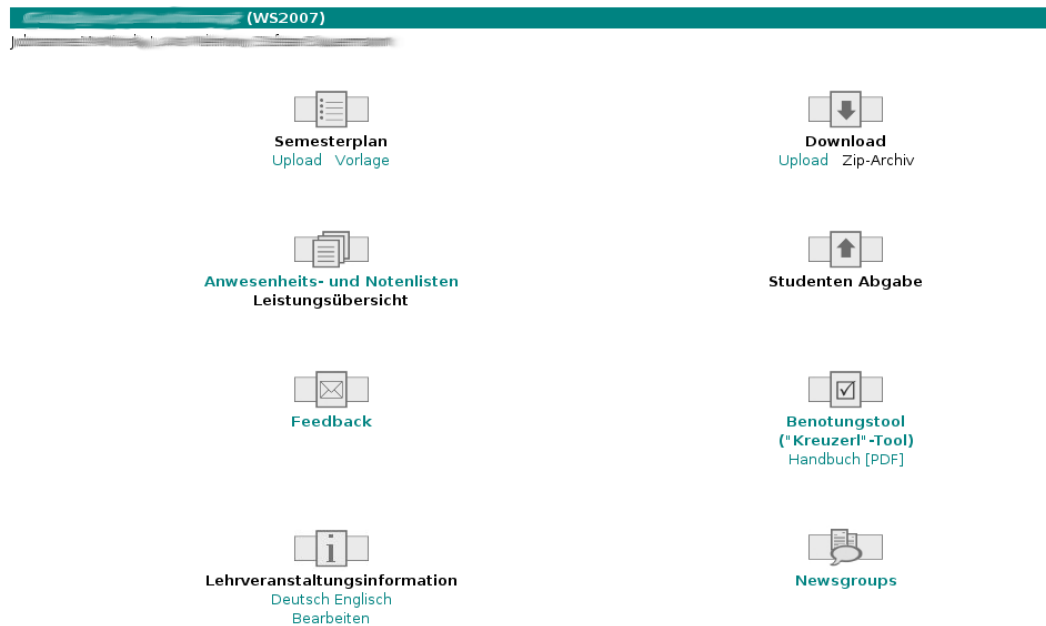 (WS2007)
Semesterplan
Upload Vorlage
Download
Upload Zip-Archiv
Anwesenheits- und Notenlisten
Leistungsübersicht
Studenten Abgabe
Feedback
Benotungstool
("Kreuzerl"-Tool)
Handbuch [PDF]
Lehrveranstaltungsinformation
Deutsch Englisch
Bearbeiten
Newsgroups